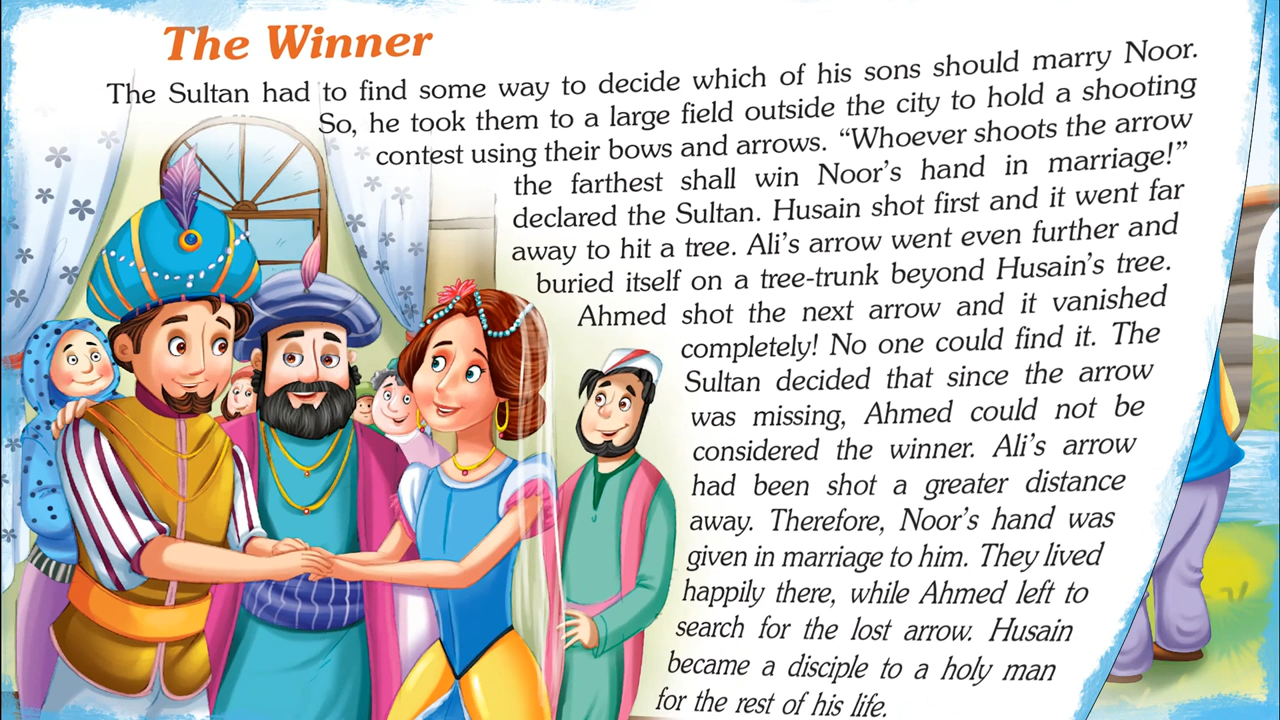 The Winner
The Sultan had to find some way to decide which of his sons should marry Noor.
So, he took them to a large field outside the city to hold a shooting
contest using their bows and arrows. “Whoever shoots the arrow
the farthest shall win Noor’s hand in marriage!”
declared the Sultan. Husain shot first and it went far
away to hit a tree. Ali’s arrow went even further and
buried itself on a tree-trunk beyond Husain’s tree.
Ahmed shot the next arrow and it vanished
completely! No one could find it. The
Sultan decided that since the arrow
was missing, Ahmed could not be
considered the winner. Ali’s arrow
had been shot a greater distance
away. Therefore, Noor’s hand was
given in marriage to him. They lived
happily there, while Ahmed left to
search for the lost arrow. Husain
became a disciple to a holy man
for the rest of his life.